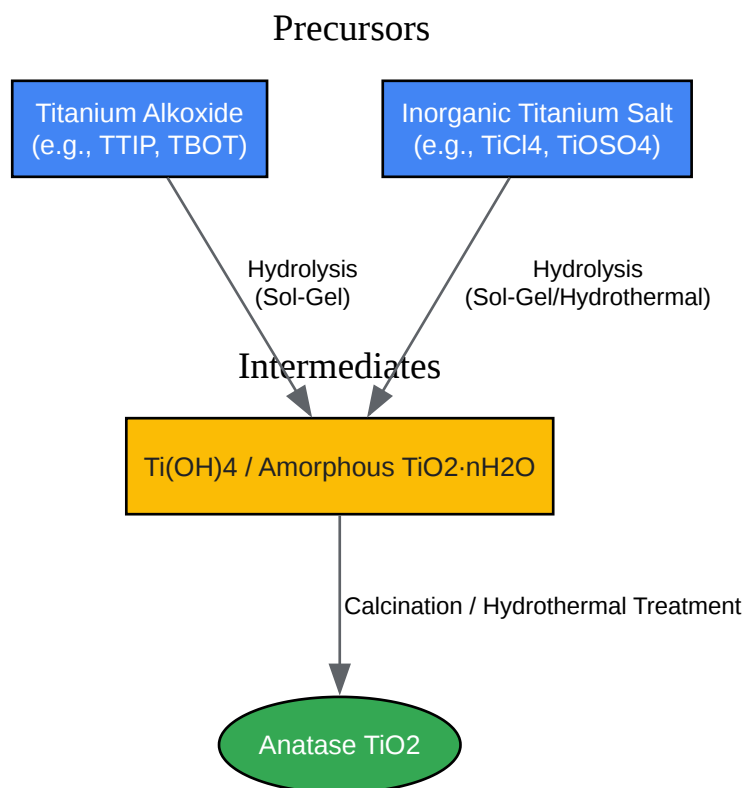 Precursors
Titanium Alkoxide
(e.g., TTIP, TBOT)
Inorganic Titanium Salt
(e.g., TiCl4, TiOSO4)
Hydrolysis
(Sol-Gel)
Hydrolysis
(Sol-Gel/Hydrothermal)
Intermediates
Ti(OH)4 / Amorphous TiO2·nH2O
Calcination / Hydrothermal Treatment
Anatase TiO2